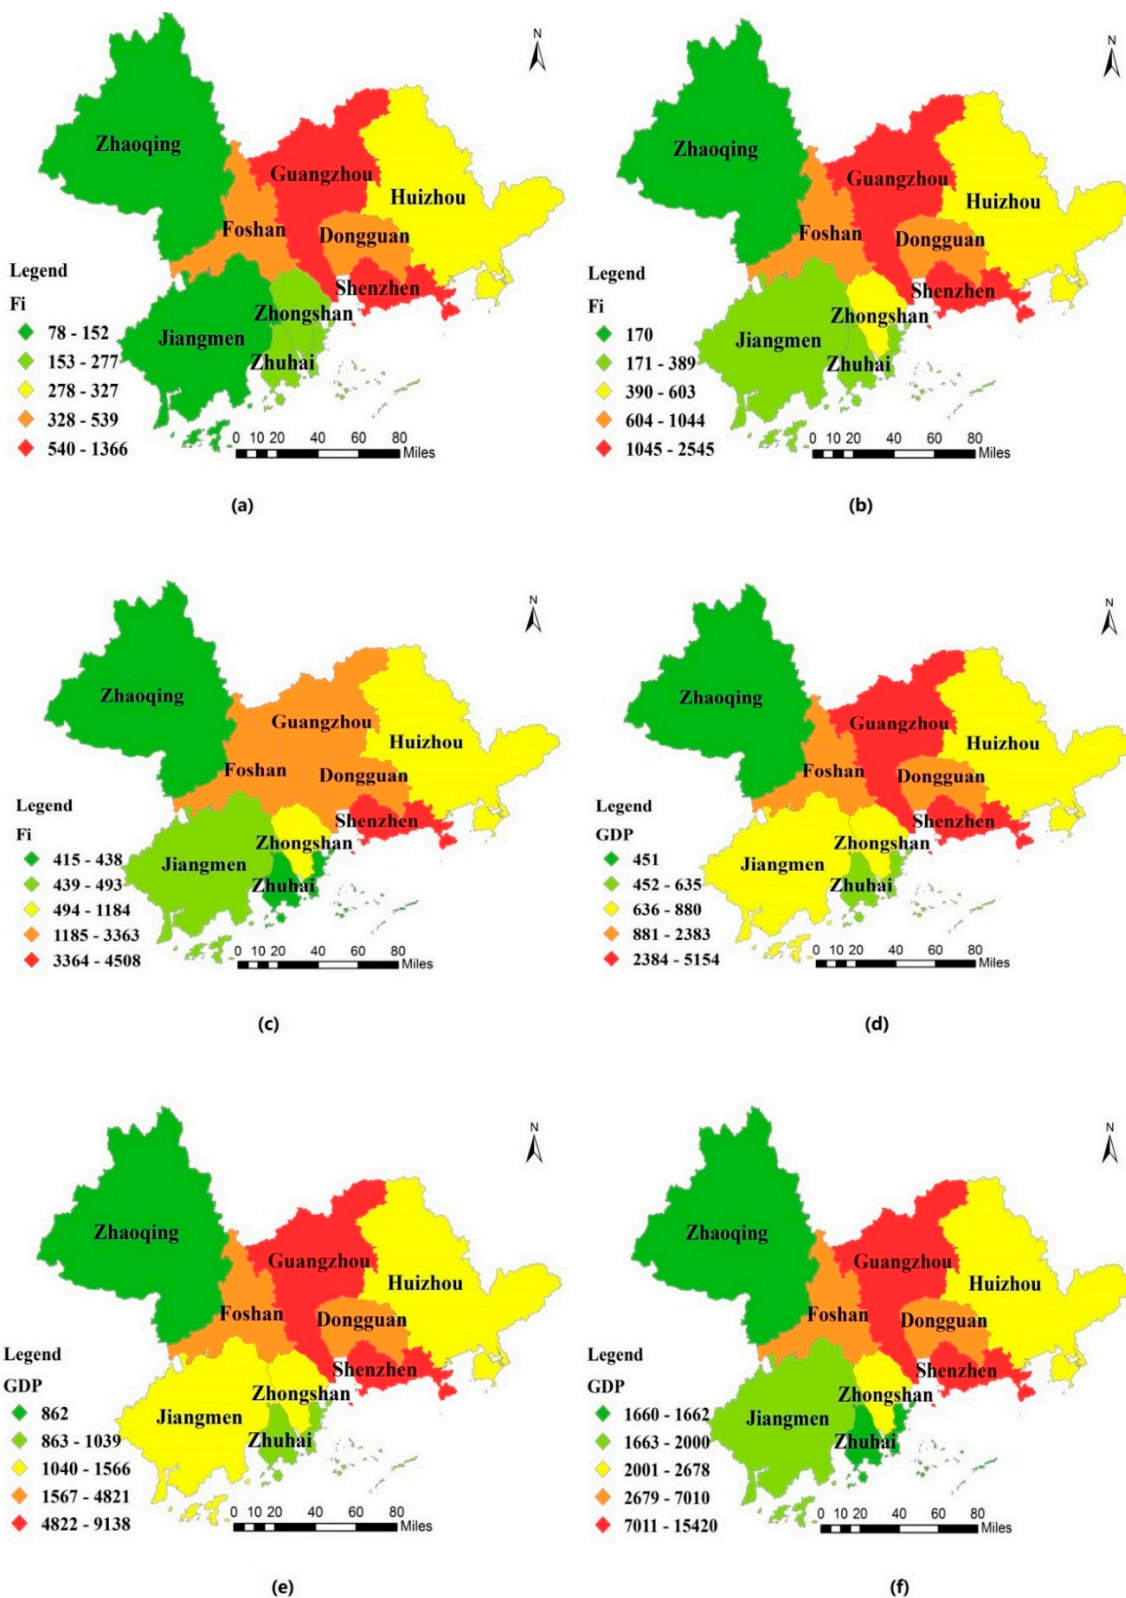 N
Zhaoqing
Guangzhou
Huizhou
Foshan
Dongguan
Shenzhen
Zhongshan
Jiangmen
Zhuhai
Legend
Fi
78 - 152
153 - 277
278 - 327
328 - 539
540 - 1366
0 10 20 40 60 80
Miles
(a)
N
Zhaoqing
Guangzhou
Huizhou
Foshan
Dongguan
Shenzhen
Zhongshan
Jiangmen
Zhuhai
Legend
Fi
170
171 - 389
390 - 603
604 - 1044
1045 - 2545
0 10 20 40 60 80
Miles
(b)
N
Zhaoqing
Guangzhou
Huizhou
Foshan
Dongguan
Shenzhen
Zhongshan
Jiangmen
Zhuhai
Legend
Fi
415 - 438
439 - 493
494 - 1184
1185 - 3363
3364 - 4508
0 10 20 40 60 80
Miles
(c)
N
Zhaoqing
Guangzhou
Huizhou
Foshan
Dongguan
Shenzhen
Zhongshan
Jiangmen
Zhuhai
Legend
GDP
451
452 - 635
636 - 880
881 - 2383
2384 - 5154
0 10 20 40 60 80
Miles
(d)
N
Zhaoqing
Guangzhou
Huizhou
Foshan
Dongguan
Shenzhen
Zhongshan
Jiangmen
Zhuhai
Legend
GDP
862
863 - 1039
1040 - 1566
1567 - 4821
4822 - 9138
0 10 20 40 60 80
Miles
(e)
N
Zhaoqing
Guangzhou
Huizhou
Foshan
Dongguan
Shenzhen
Zhongshan
Jiangmen
Zhuhai
Legend
GDP
1660 - 1662
1663 - 2000
2001 - 2678
2679 - 7010
7011 - 15420
0 10 20 40 60 80
Miles
(f)